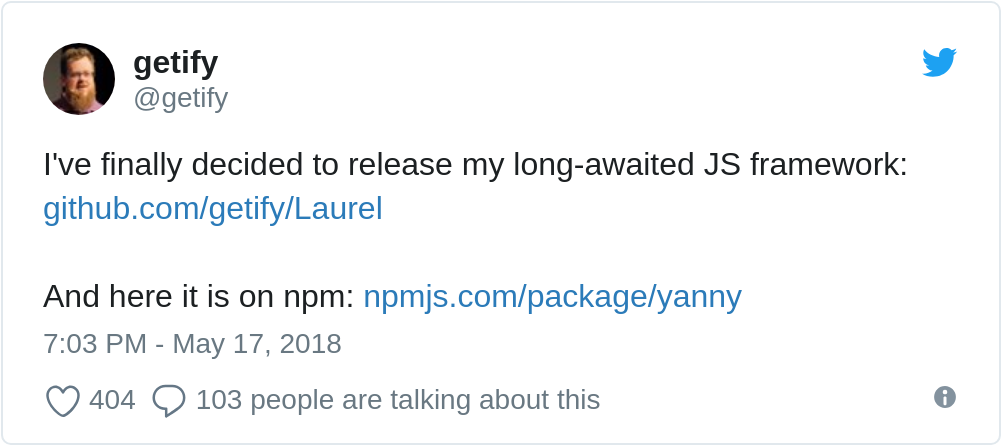 getify
@getify
I've finally decided to release my long-awaited JS framework:
github.com/getify/Laurel
And here it is on npm: npmjs.com/package/yanny
7:03 PM - May 17, 2018
404 103 people are talking about this